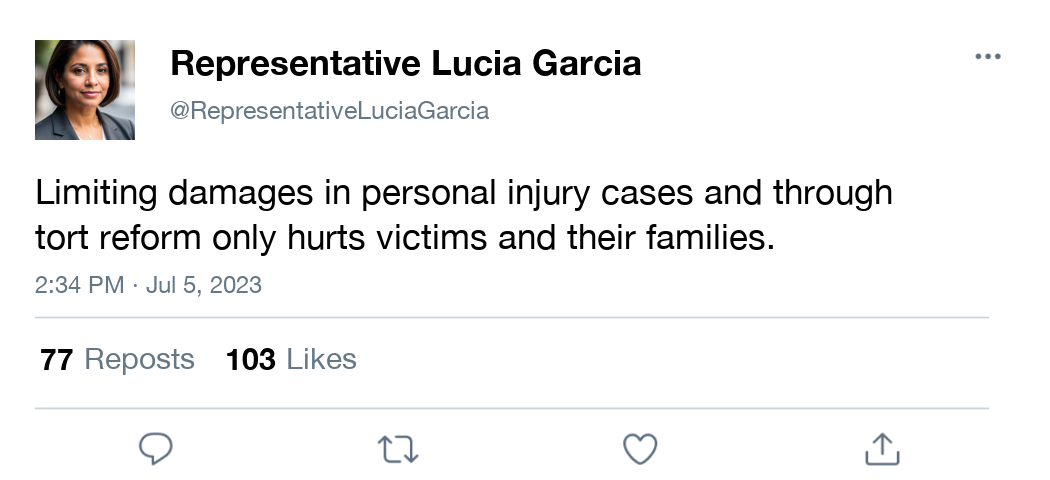 Representative Lucia Garcia
@RepresentativeLuciaGarcia
Limiting damages in personal injury cases and through
tort reform only hurts victims and their families.
2:34 PM · Jul 5, 2023
77 Reposts 103 Likes